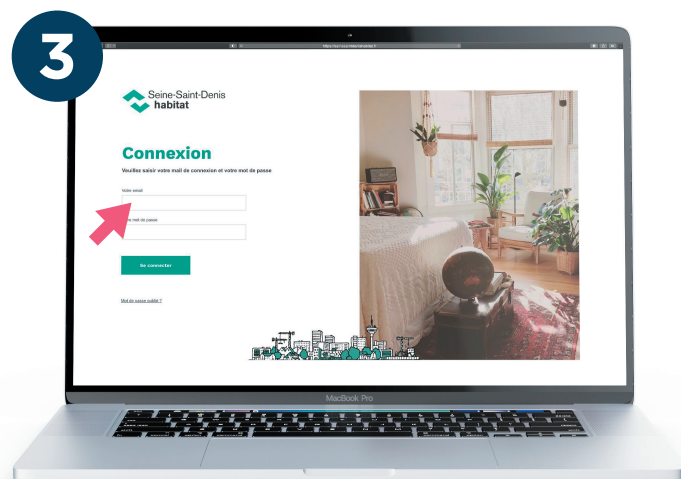 3
Seine-Saint-Denis
habitat
Connexion
Veuillez saisir votre mail de connexion et votre mot de passe
Votre email
mot de passe
Se connecter
Mot de passe oublié ?
MacBook Pro